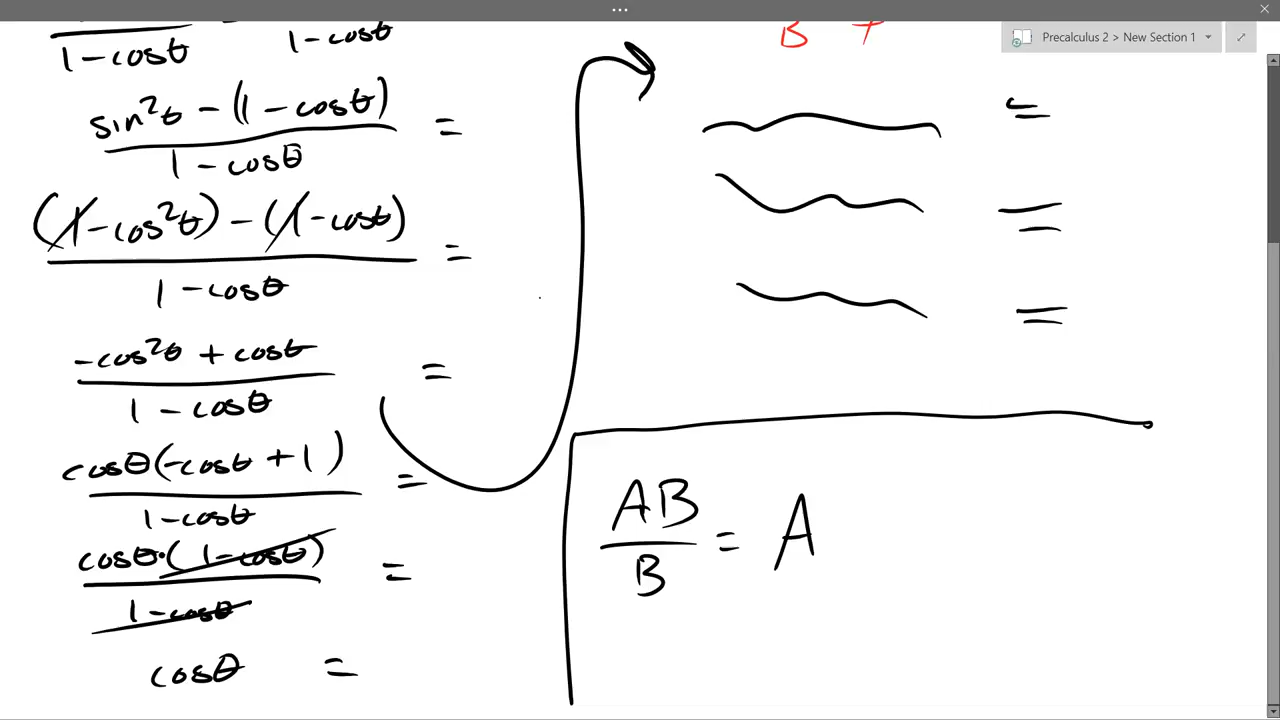 1 - cosθ    1 - cosθ
sin²θ - (1 - cosθ)
1 - cosθ
=
(1 - cos²θ) - (1 - cosθ)
1 - cosθ
=
-cos²θ + cosθ
1 - cosθ
=
cosθ(-cosθ + 1)
1 - cosθ
=
cosθ·(1 - cosθ)
1 - cosθ
=
cosθ =
B +
Precalculus 2 > New Section 1
=
=
=
AB
B
= A